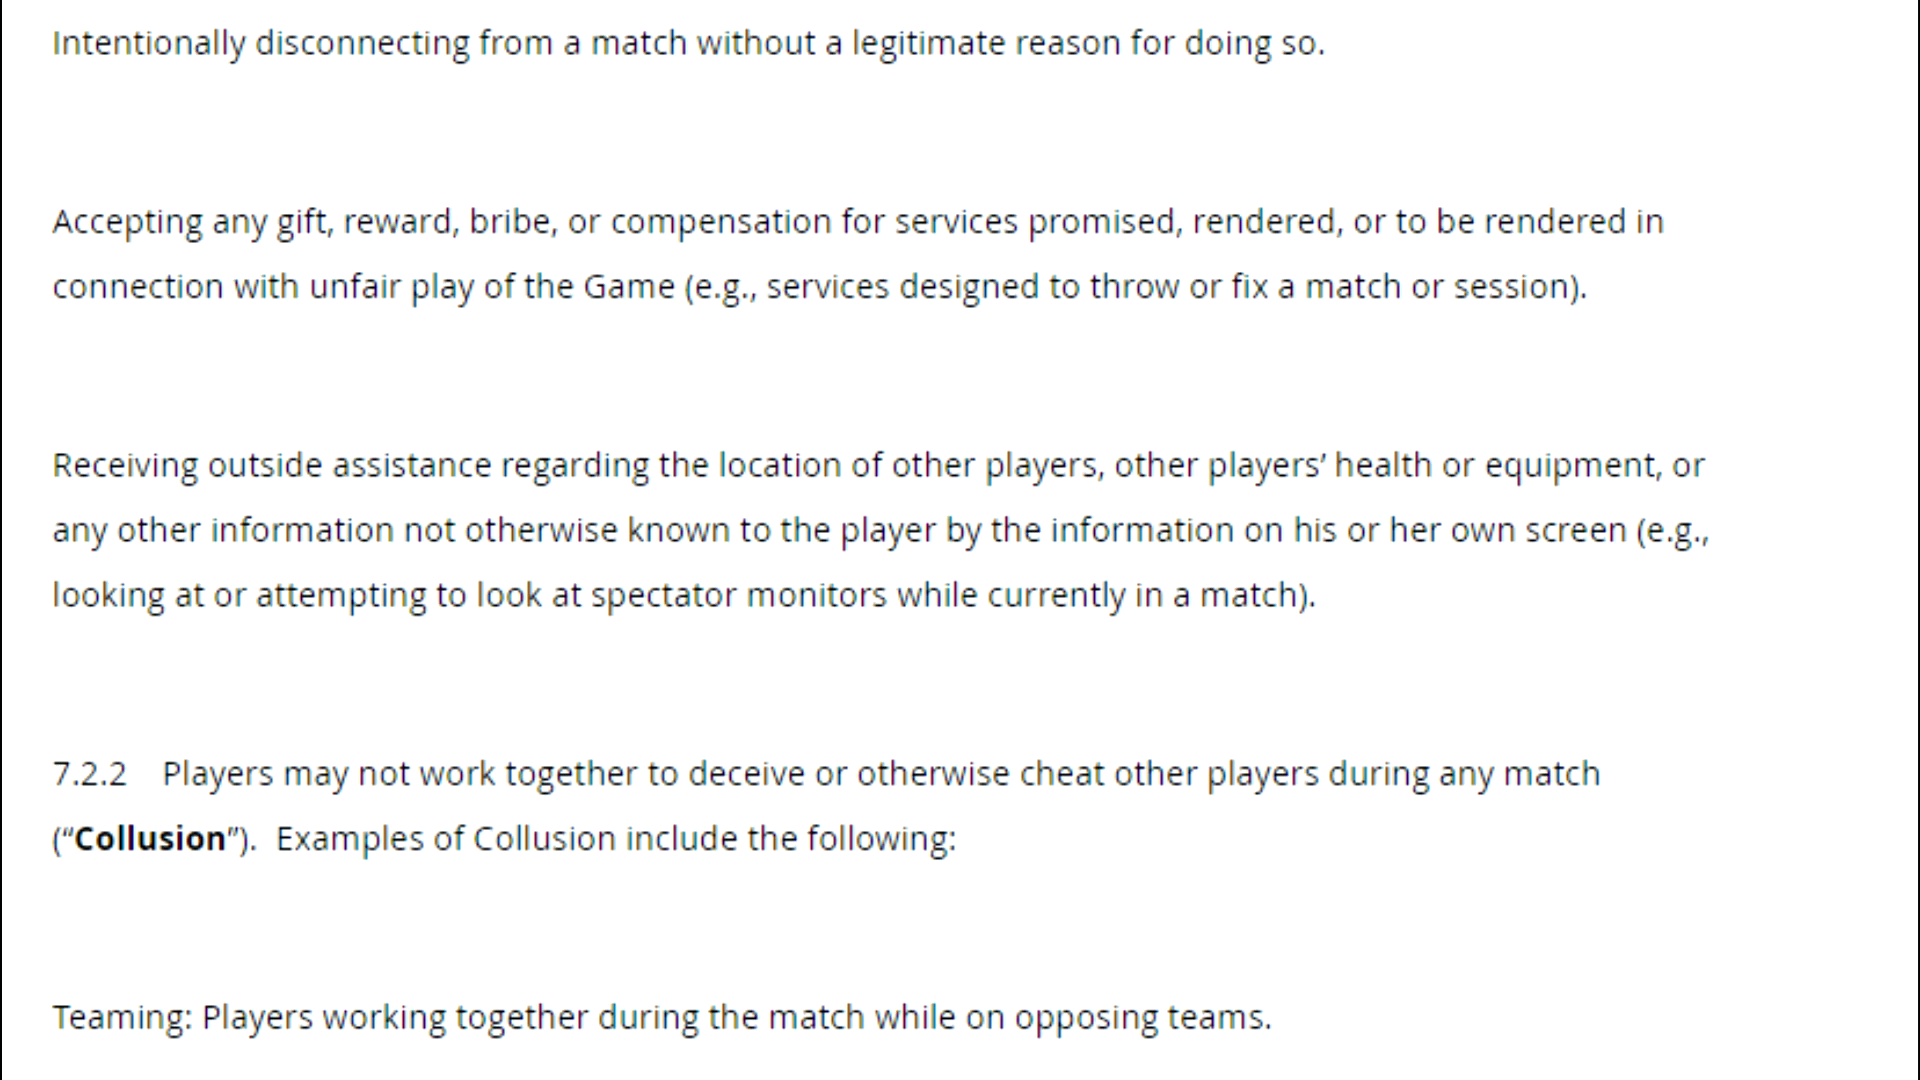 Intentionally disconnecting from a match without a legitimate reason for doing so.
Accepting any gift, reward, bribe, or compensation for services promised, rendered, or to be rendered in
connection with unfair play of the Game (e.g., services designed to throw or fix a match or session).
Receiving outside assistance regarding the location of other players, other players’ health or equipment, or
any other information not otherwise known to the player by the information on his or her own screen (e.g.,
looking at or attempting to look at spectator monitors while currently in a match).
7.2.2 Players may not work together to deceive or otherwise cheat other players during any match
(“Collusion”). Examples of Collusion include the following:
Teaming: Players working together during the match while on opposing teams.